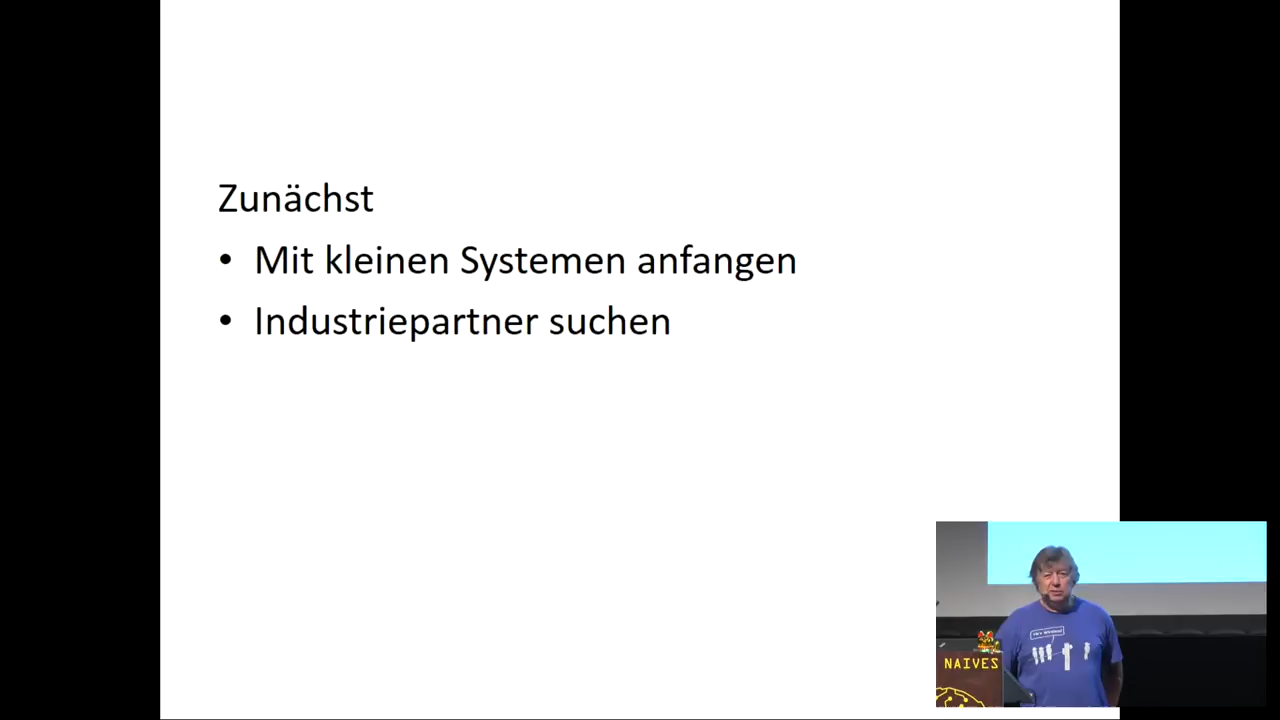 Zunächst
• Mit kleinen Systemen anfangen
• Industriepartner suchen
NAIVES